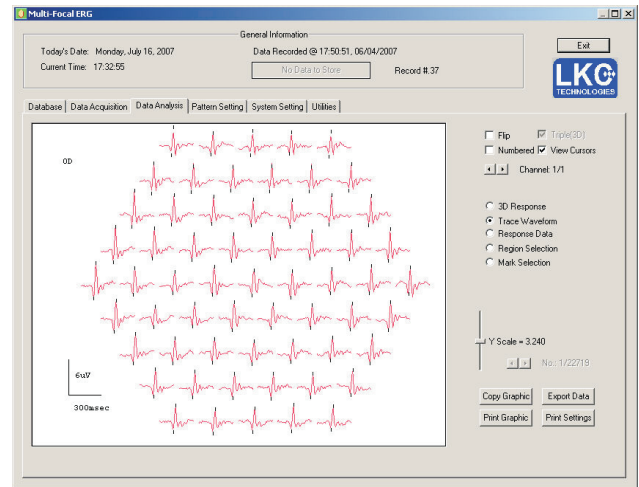 Multi-Focal ERG
General Information
Today's Date: Monday, July 16, 2007
Data Recorded @ 17:50:51, 06/04/2007
Current Time: 17:32:55
No Data to Store
Record #:37
Exit
LKC
TECHNOLOGIES
Database
Data Acquisition
Data Analysis
Pattern Setting
System Setting
Utilities
OD
Flip
Triple(3D)
Numbered
View Cursors
Channel: 1/1
3D Response
Trace Waveform
Response Data
Region Selection
Mark Selection
Y Scale = 3.240
No.: 1/22719
6uV
300msec
Copy Graphic
Export Data
Print Graphic
Print Settings